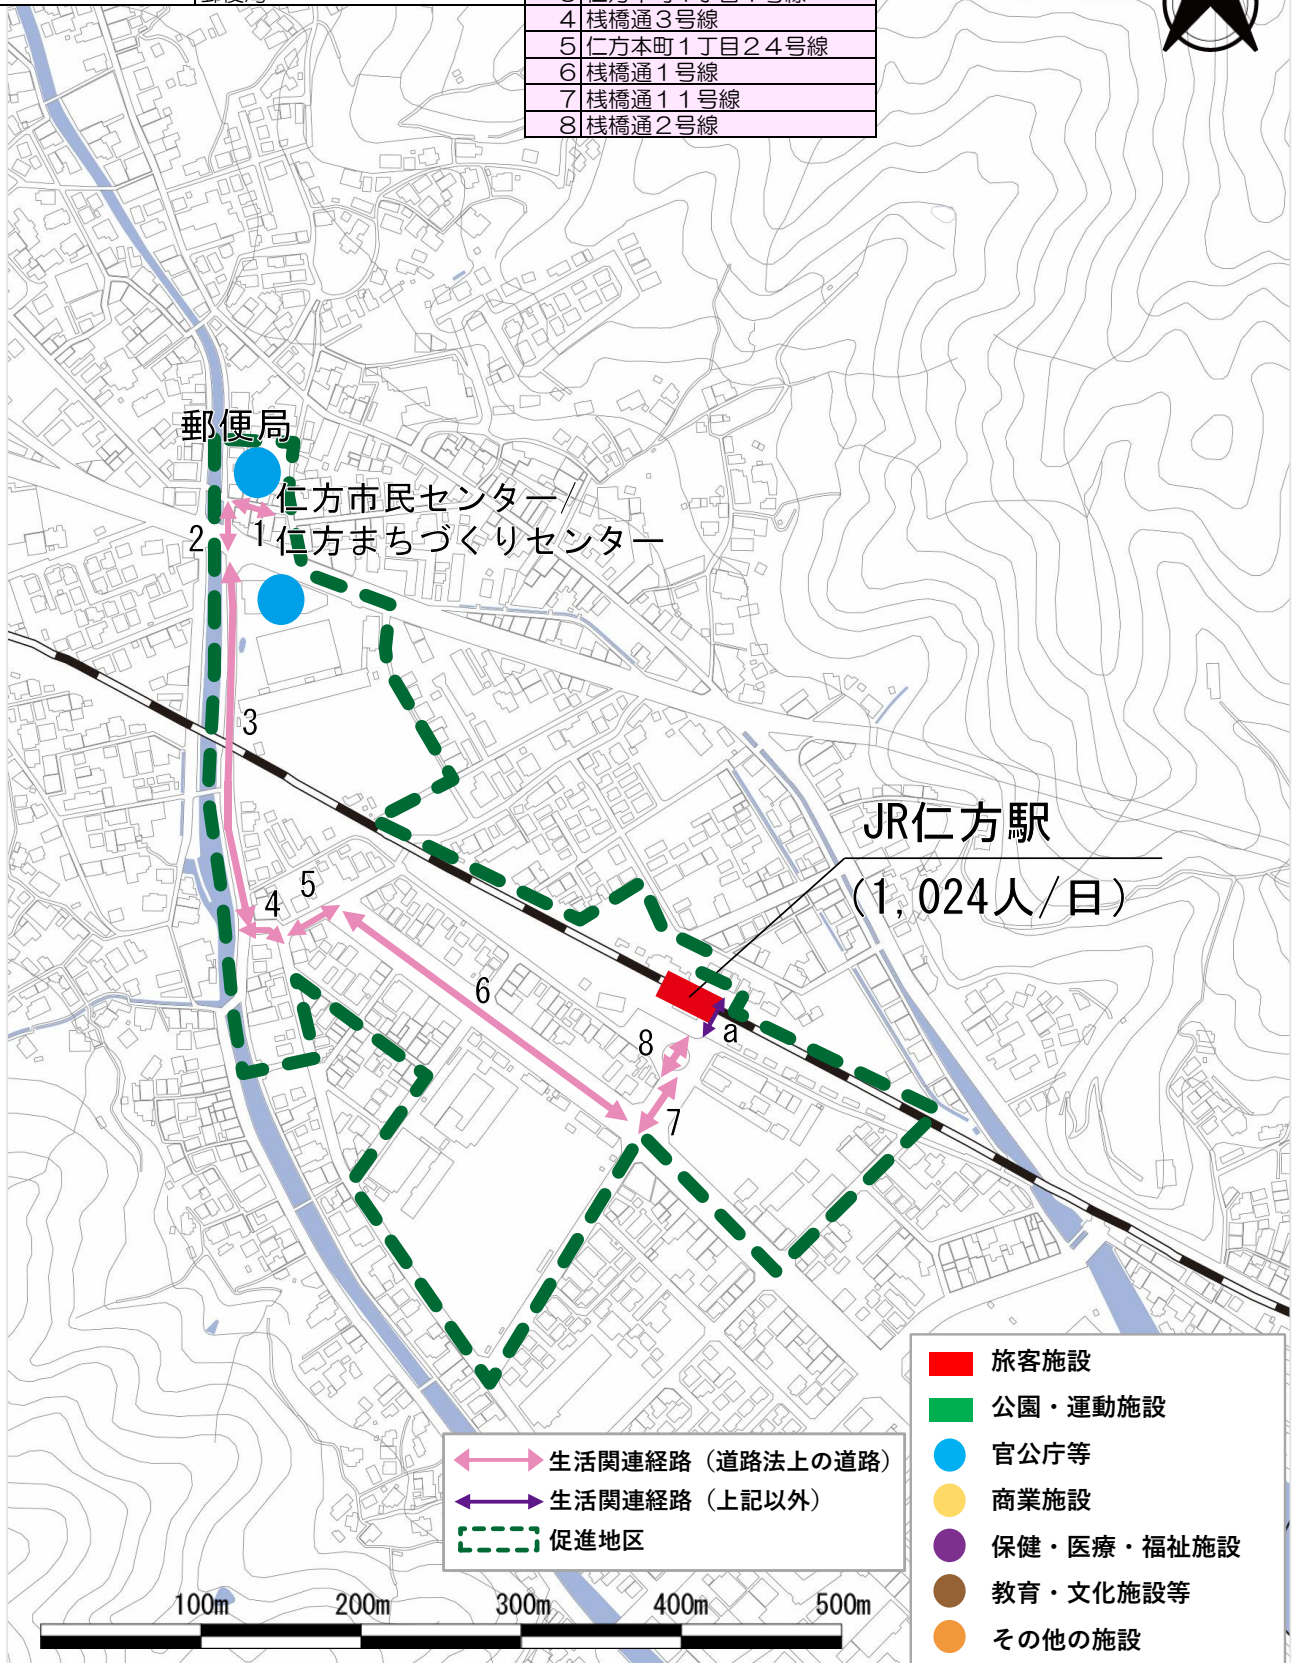 4 桟橋通３号線
5 仁方本町１丁目２４号線
6 桟橋通１号線
7 桟橋通１１号線
8 桟橋通２号線
郵便局
仁方市民センター/
仁方まちづくりセンター
2
1
3
JR仁方駅
(1,024人/日)
5
4
6
a
8
7
旅客施設
公園・運動施設
官公庁等
商業施設
保健・医療・福祉施設
教育・文化施設等
その他の施設
生活関連経路（道路法上の道路）
生活関連経路（上記以外）
促進地区
100m 200m 300m 400m 500m